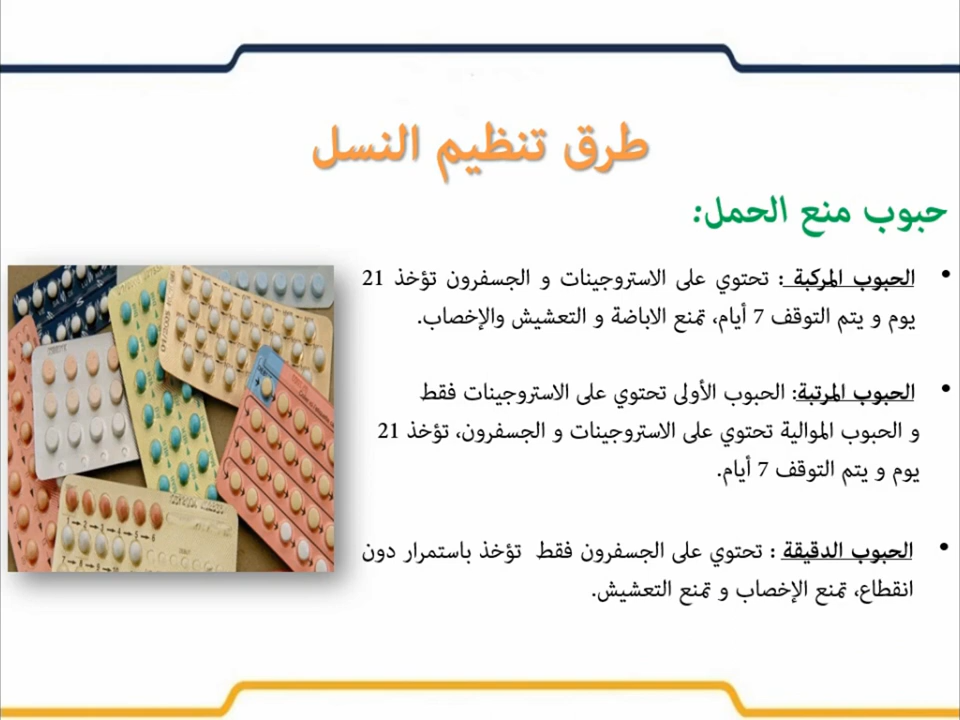 طرق تنظيم النسل
حبوب منع الحمل:
• الحبوب المركبة : تحتوي على الاستروجينات و الجسفرون تؤخذ 21
يوم و يتم التوقف 7 أيام، تمنع الاباضة و التعشيش والإخصاب.
• الحبوب المرتبة: الحبوب الأولى تحتوي على الاستروجينات فقط
و الحبوب الموالية تحتوي على الاستروجينات و الجسفرون، تؤخذ 21
يوم و يتم التوقف 7 أيام.
• الحبوب الدقيقة : تحتوي على الجسفرون فقط تؤخذ باستمرار دون
انقطاع، تمنع الإخصاب و تمنع التعشيش.